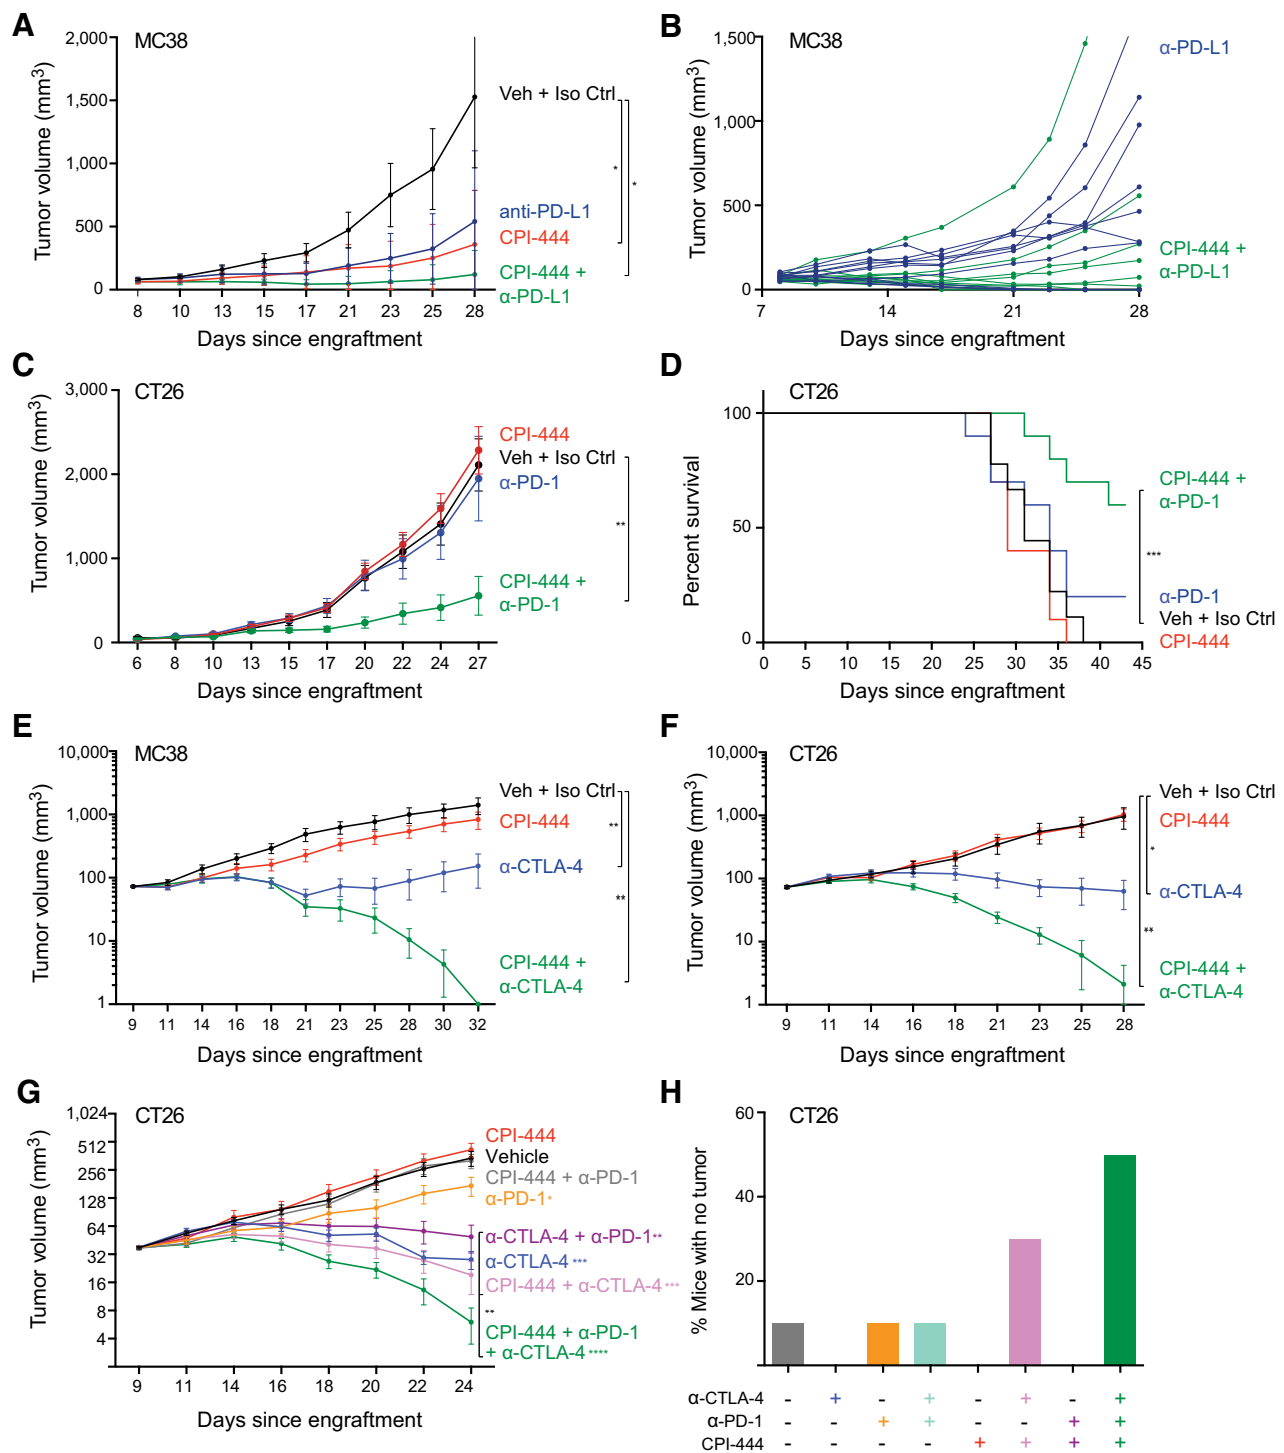 A
MC38
Tumor volume (mm³)
2,000
1,500
1,000
500
0
8 10 13 15 17 21 23 25 28
Days since engraftment
Veh + Iso Ctrl
anti-PD-L1
CPI-444
CPI-444 +
α-PD-L1
* *
B
MC38
Tumor volume (mm³)
1,500
1,000
500
0
7 14 21 28
Days since engraftment
α-PD-L1
CPI-444 +
α-PD-L1
C
CT26
Tumor volume (mm³)
3,000
2,000
1,000
0
6 8 10 13 15 17 20 22 24 27
Days since engraftment
CPI-444
Veh + Iso Ctrl
α-PD-1
CPI-444 +
α-PD-1
**
D
CT26
Percent survival
100
50
0
0 5 10 15 20 25 30 35 40 45
Days since engraftment
CPI-444 +
α-PD-1
α-PD-1
Veh + Iso Ctrl
CPI-444
***
E
MC38
Tumor volume (mm³)
10,000
1,000
100
10
1
9 11 14 16 18 21 23 25 28 30 32
Days since engraftment
Veh + Iso Ctrl
CPI-444
α-CTLA-4
CPI-444 +
α-CTLA-4
**
**
F
CT26
Tumor volume (mm³)
10,000
1,000
100
10
1
9 11 14 16 18 21 23 25 28
Days since engraftment
Veh + Iso Ctrl
CPI-444
α-CTLA-4
CPI-444 +
α-CTLA-4
*
**
G
CT26
Tumor volume (mm³)
1,024
512
256
128
64
32
16
8
4
9 11 14 16 18 20 22 24
Days since engraftment
CPI-444
Vehicle
CPI-444 + α-PD-1
α-PD-1*
α-CTLA-4 + α-PD-1**
α-CTLA-4***
CPI-444 + α-CTLA-4***
**
CPI-444 + α-PD-1
+ α-CTLA-4****
H
CT26
% Mice with no tumor
60
40
20
α-CTLA-4 - + - + - + - +
α-PD-1 - - + + - - + +
CPI-444 - - - - + + + +